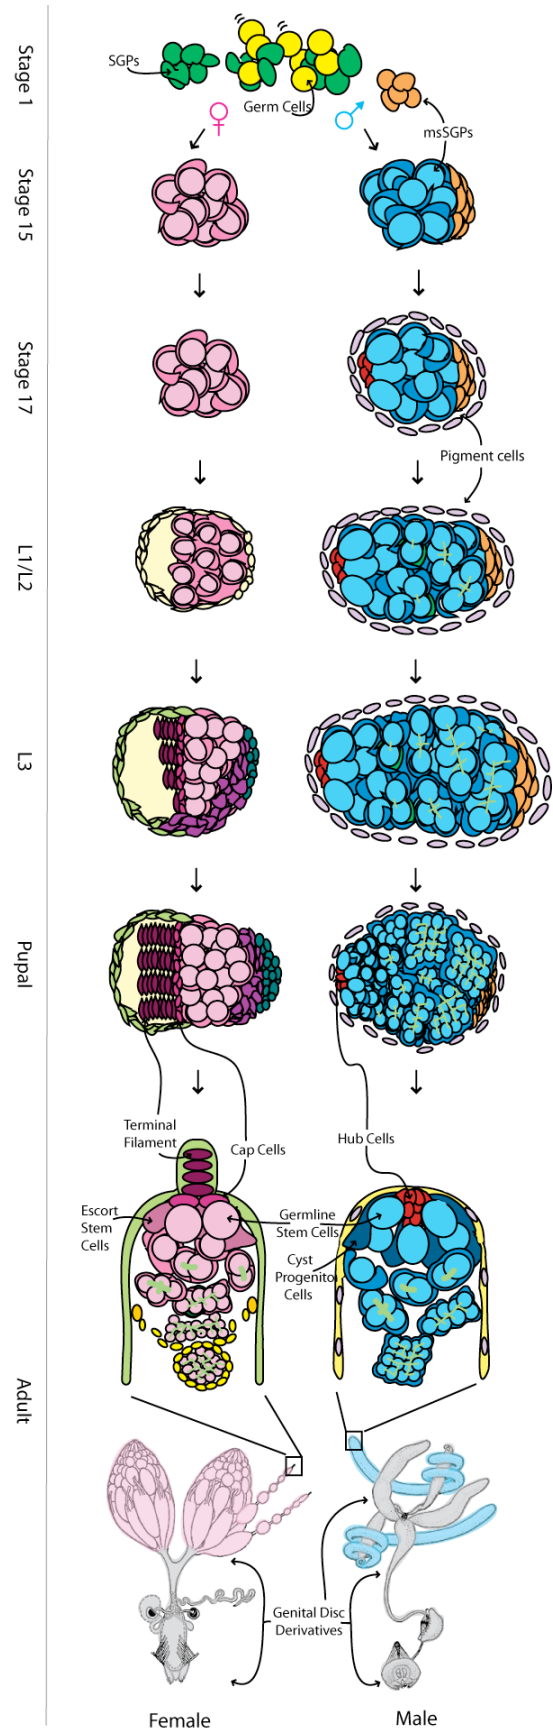 Stage 1
SGPs
Germ Cells
msSGPs
Stage 15
Stage 17
Pigment cells
L1/L2
L3
Pupal
Terminal
Filament
Cap Cells
Hub Cells
Escort
Stem
Cells
Germline
Stem Cells
Cyst
Progenitor
Cells
Adult
Genital Disc
Derivatives
Female
Male